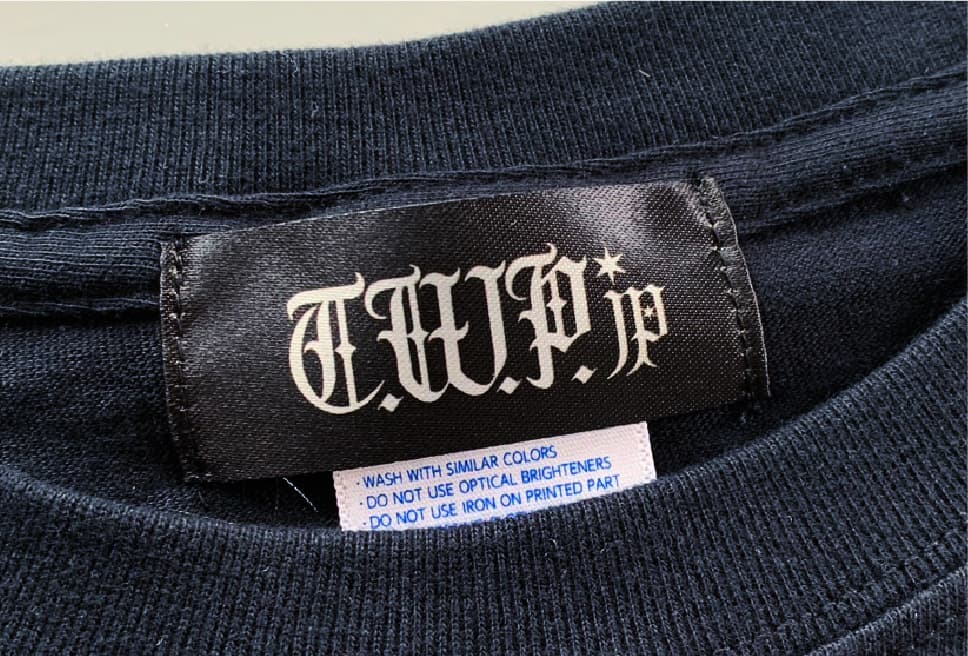 T.W.P.jp
· WASH WITH SIMILAR COLORS
· DO NOT USE OPTICAL BRIGHTENERS
· DO NOT USE IRON ON PRINTED PART